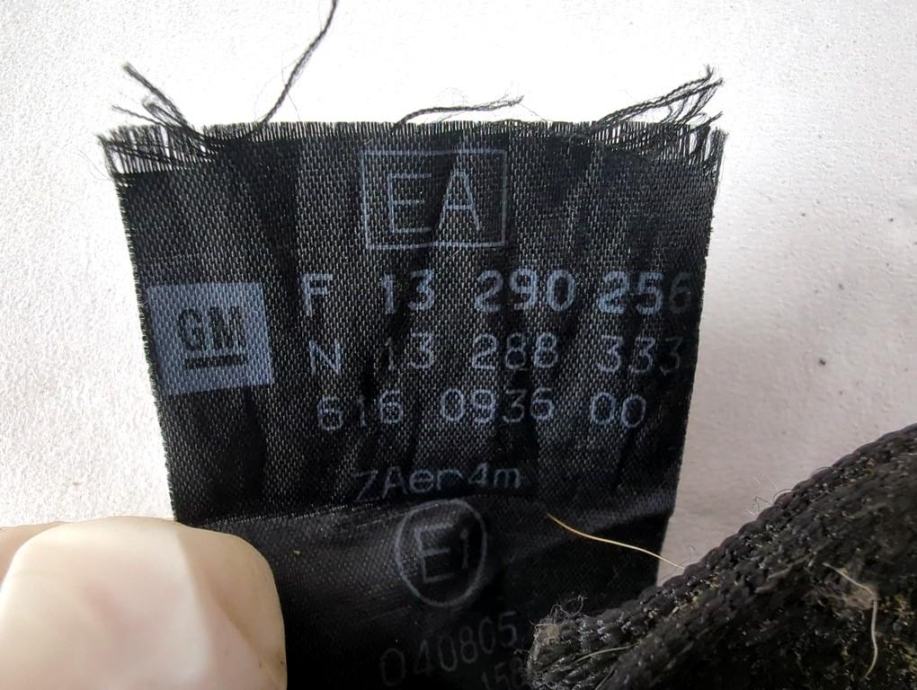 EA
GM
F 13 290 256
N 13 288 333
616 0936 00
ZAer4m
E1
040805